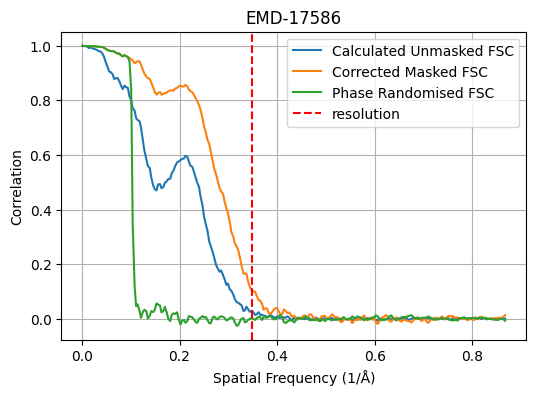 EMD-17586
Calculated Unmasked FSC
Corrected Masked FSC
Phase Randomised FSC
resolution
Correlation
1.0
0.8
0.6
0.4
0.2
0.0
0.0 0.2 0.4 0.6 0.8
Spatial Frequency (1/Å)